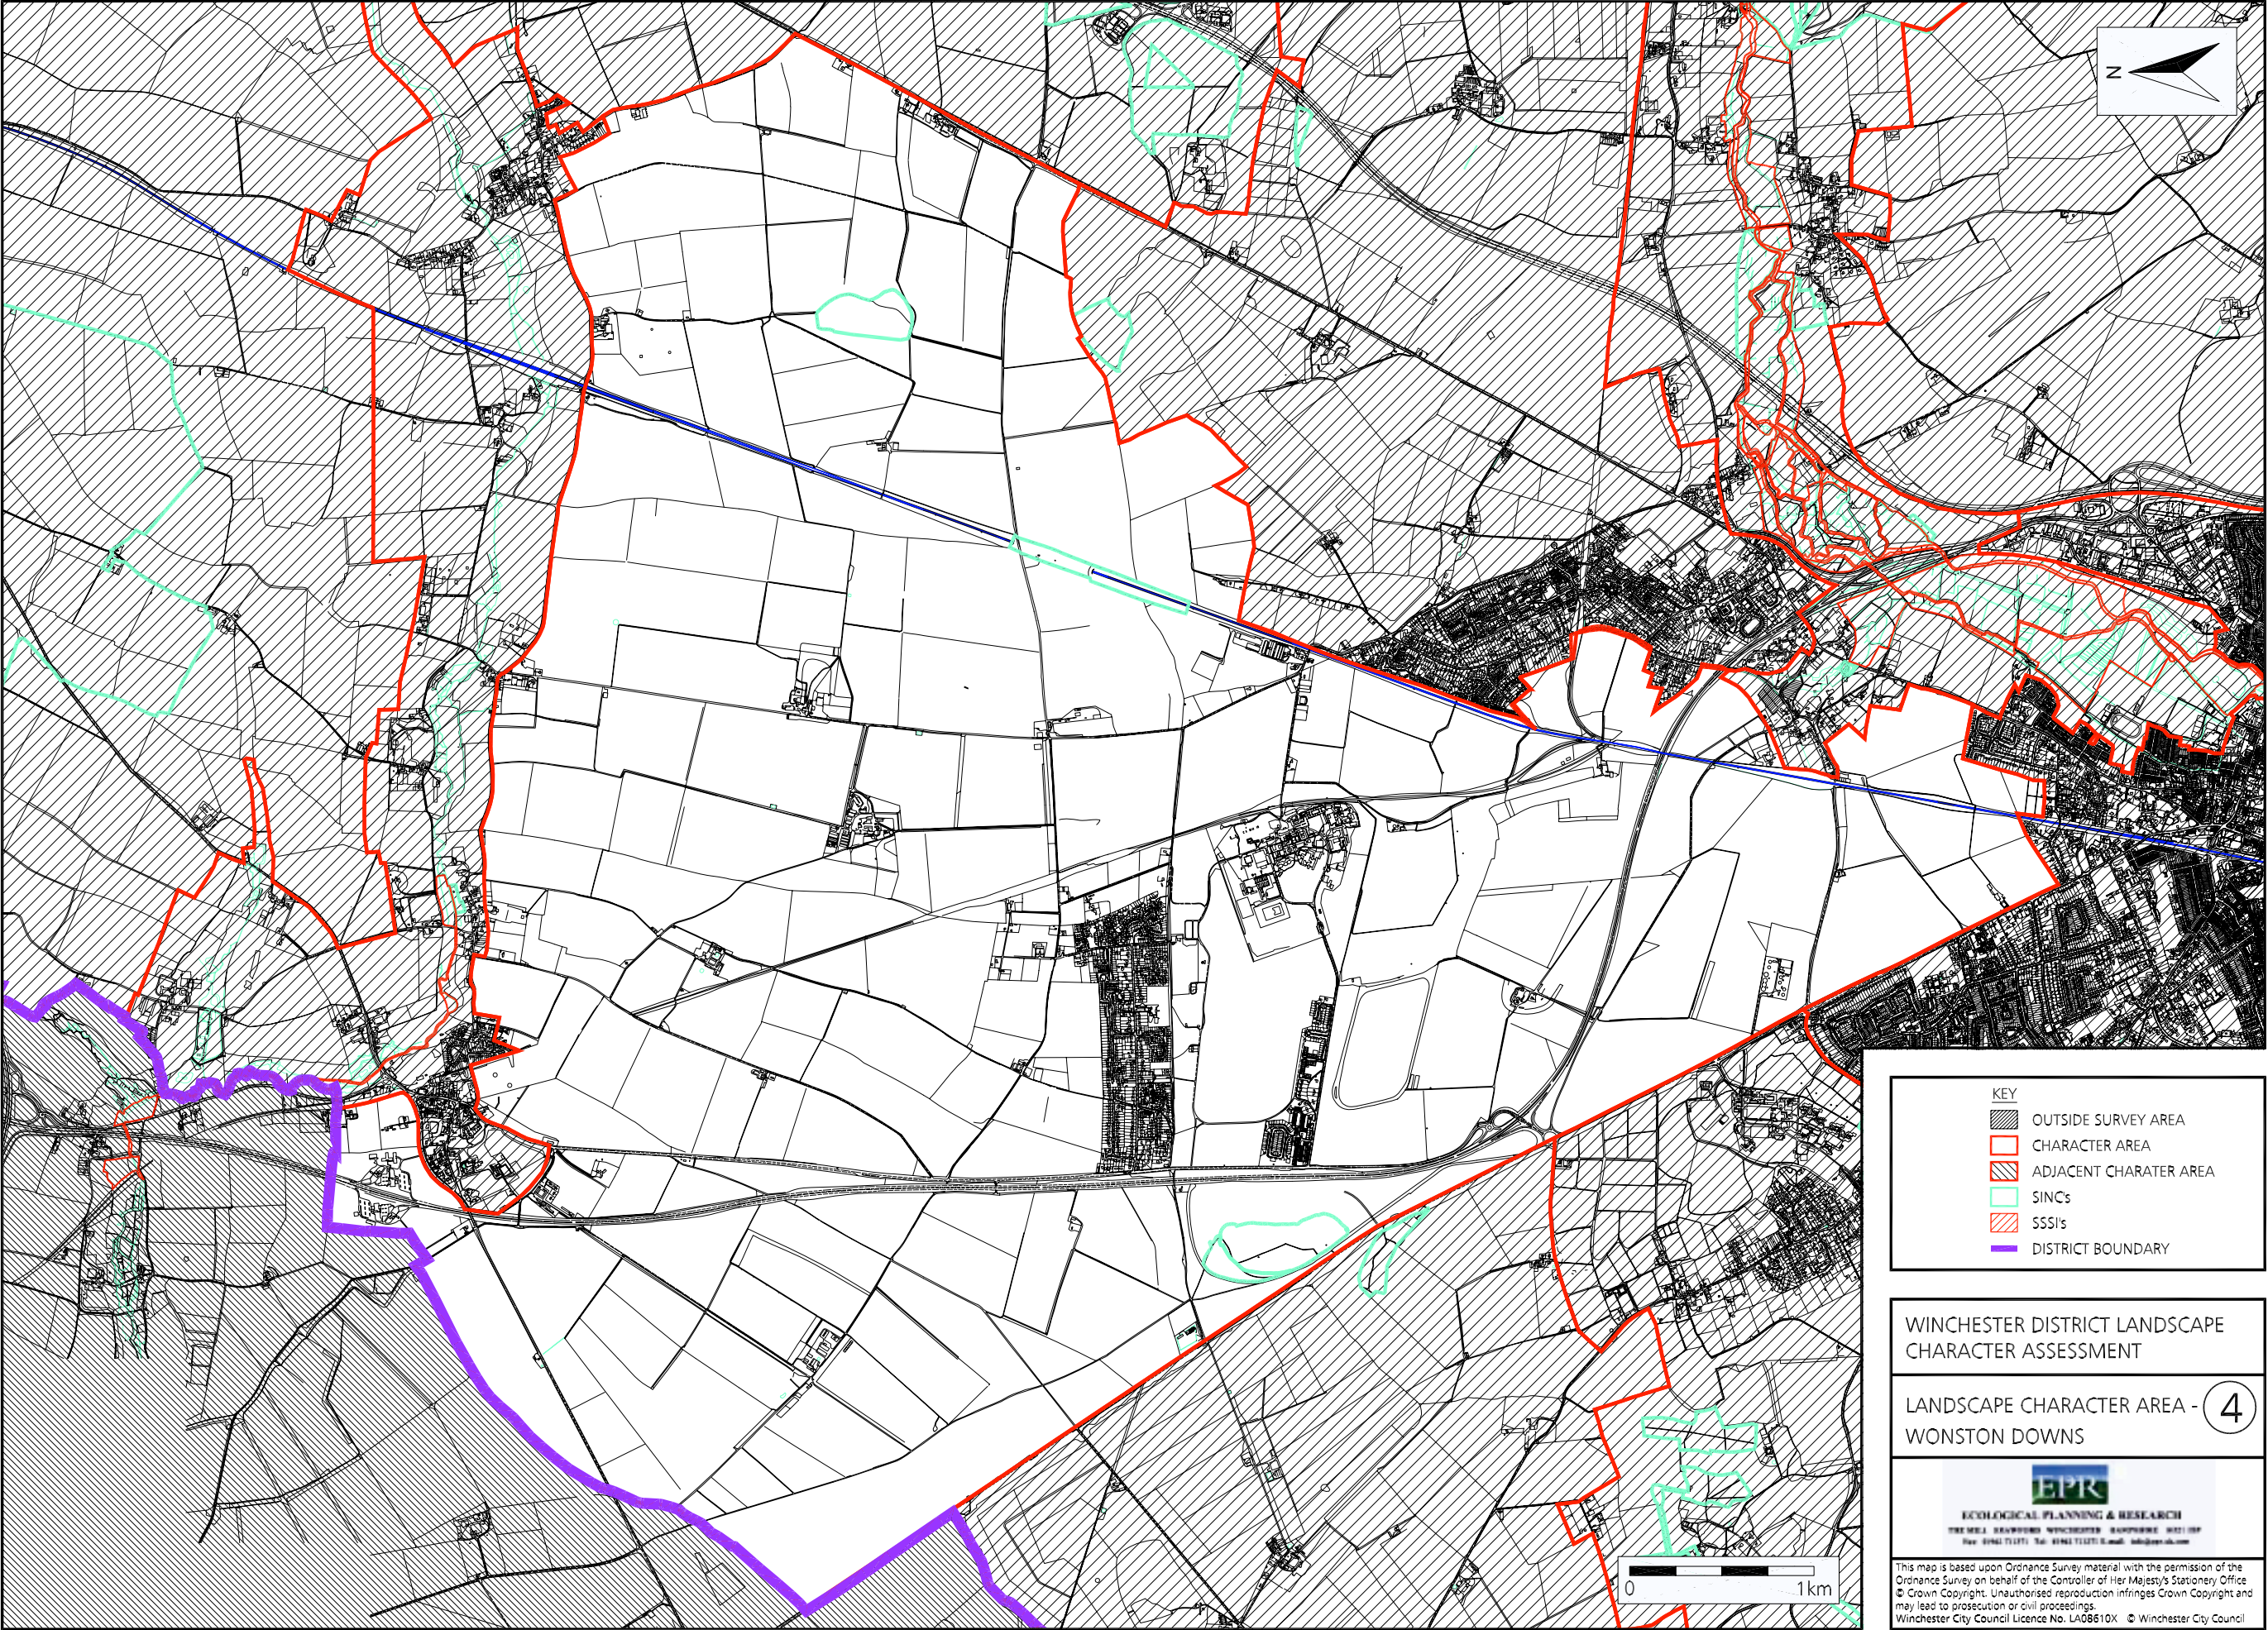 N
KEY
OUTSIDE SURVEY AREA
CHARACTER AREA
ADJACENT CHARATER AREA
SINC's
SSSI's
DISTRICT BOUNDARY
WINCHESTER DISTRICT LANDSCAPE
CHARACTER ASSESSMENT
LANDSCAPE CHARACTER AREA - 4
WONSTON DOWNS
EPR
ECOLOGICAL PLANNING & RESEARCH
THE MILL WINCHESTER HAMPSHIRE
0 1km
This map is based upon Ordnance Survey material with the permission of the
Ordnance Survey on behalf of the Controller of Her Majesty's Stationery Office
© Crown Copyright. Unauthorised reproduction infringes Crown Copyright and
may lead to prosecution or civil proceedings.
Winchester City Council Licence No. LA08610X © Winchester City Council